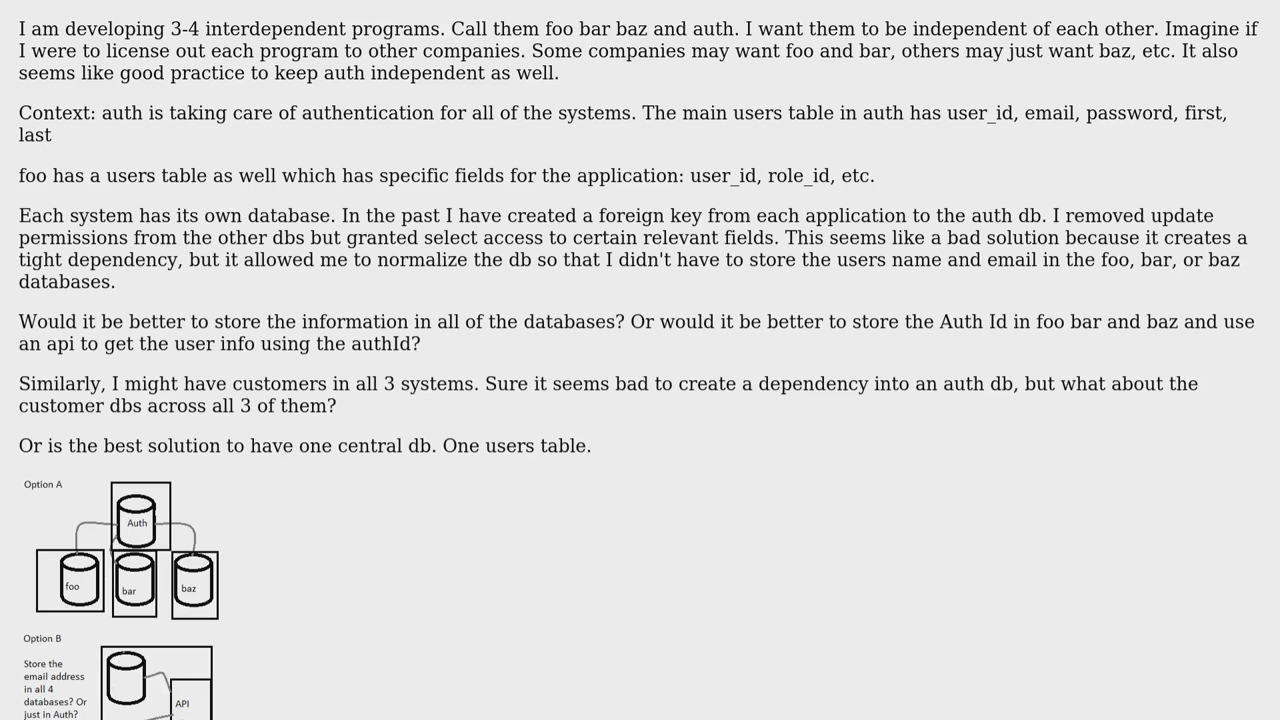 I am developing 3-4 interdependent programs. Call them foo bar baz and auth. I want them to be independent of each other. Imagine if
I were to license out each program to other companies. Some companies may want foo and bar, others may just want baz, etc. It also
seems like good practice to keep auth independent as well.
Context: auth is taking care of authentication for all of the systems. The main users table in auth has user_id, email, password, first,
last
foo has a users table as well which has specific fields for the application: user_id, role_id, etc.
Each system has its own database. In the past I have created a foreign key from each application to the auth db. I removed update
permissions from the other dbs but granted select access to certain relevant fields. This seems like a bad solution because it creates a
tight dependency, but it allowed me to normalize the db so that I didn't have to store the users name and email in the foo, bar, or baz
databases.
Would it be better to store the information in all of the databases? Or would it be better to store the Auth Id in foo bar and baz and use
an api to get the user info using the authId?
Similarly, I might have customers in all 3 systems. Sure it seems bad to create a dependency into an auth db, but what about the
customer dbs across all 3 of them?
Or is the best solution to have one central db. One users table.
Option A
Auth
foo
bar
baz
Option B
Store the
email address
in all 4
databases? Or
just in Auth?
API